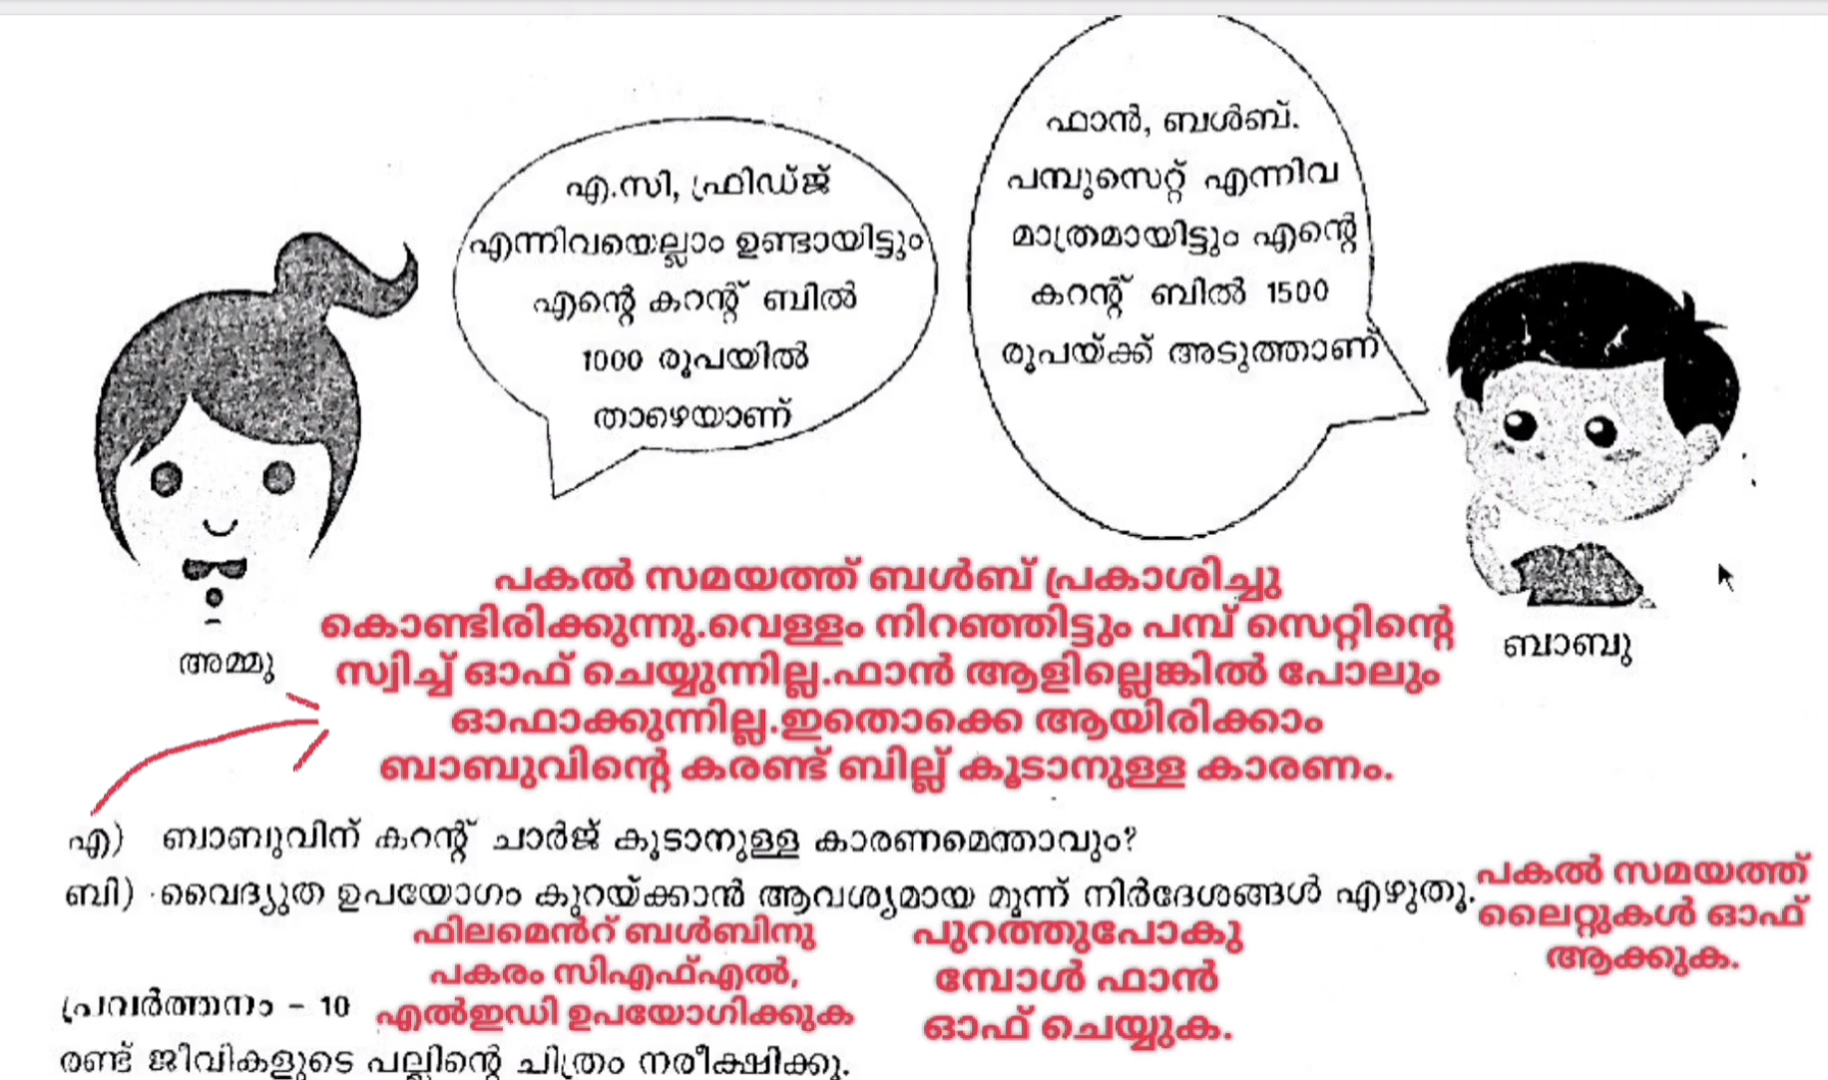 എ.സി, ഫ്രിഡ്ജ്
എന്നിവയെല്ലാം ഉണ്ടായിട്ടും
എന്റെ കറന്റ് ബിൽ
1000 രൂപയിൽ
താഴെയാണ്
ഫാൻ, ബൾബ്.
പമ്പുസെറ്റ് എന്നിവ
മാത്രമായിട്ടും എന്റെ
കറന്റ് ബിൽ 1500
രൂപയ്ക്ക് അടുത്താണ്
അമ്മു
ബാബു
പകൽ സമയത്ത് ബൾബ് പ്രകാശിച്ചു
കൊണ്ടിരിക്കുന്നു.വെള്ളം നിറഞ്ഞിട്ടും പമ്പ് സെറ്റിന്റെ
സ്വിച്ച് ഓഫ് ചെയ്യുന്നില്ല.ഫാൻ ആളില്ലെങ്കിൽ പോലും
ഓഫാക്കുന്നില്ല.ഇതൊക്കെ ആയിരിക്കാം
ബാബുവിന്റെ കരണ്ട് ബില്ല് കൂടാനുള്ള കാരണം.
എ) ബാബുവിന് കറന്റ് ചാർജ് കൂടാനുള്ള കാരണമെന്താവും?
ബി) വൈദ്യുത ഉപയോഗം കുറയ്ക്കാൻ ആവശ്യമായ മൂന്ന് നിർദേശങ്ങൾ എഴുതൂ.
ഫിലമെൻറ് ബൾബിനു
പകരം സിഎഫ്എൽ,
എൽഇഡി ഉപയോഗിക്കുക
പുറത്തുപോകു
മ്പോൾ ഫാൻ
ഓഫ് ചെയ്യുക.
പകൽ സമയത്ത്
ലൈറ്റുകൾ ഓഫ്
ആക്കുക.
പ്രവർത്തനം – 10
രണ്ട് ജീവികളുടെ പല്ലിന്റെ ചിത്രം നരീക്ഷിക്കൂ.